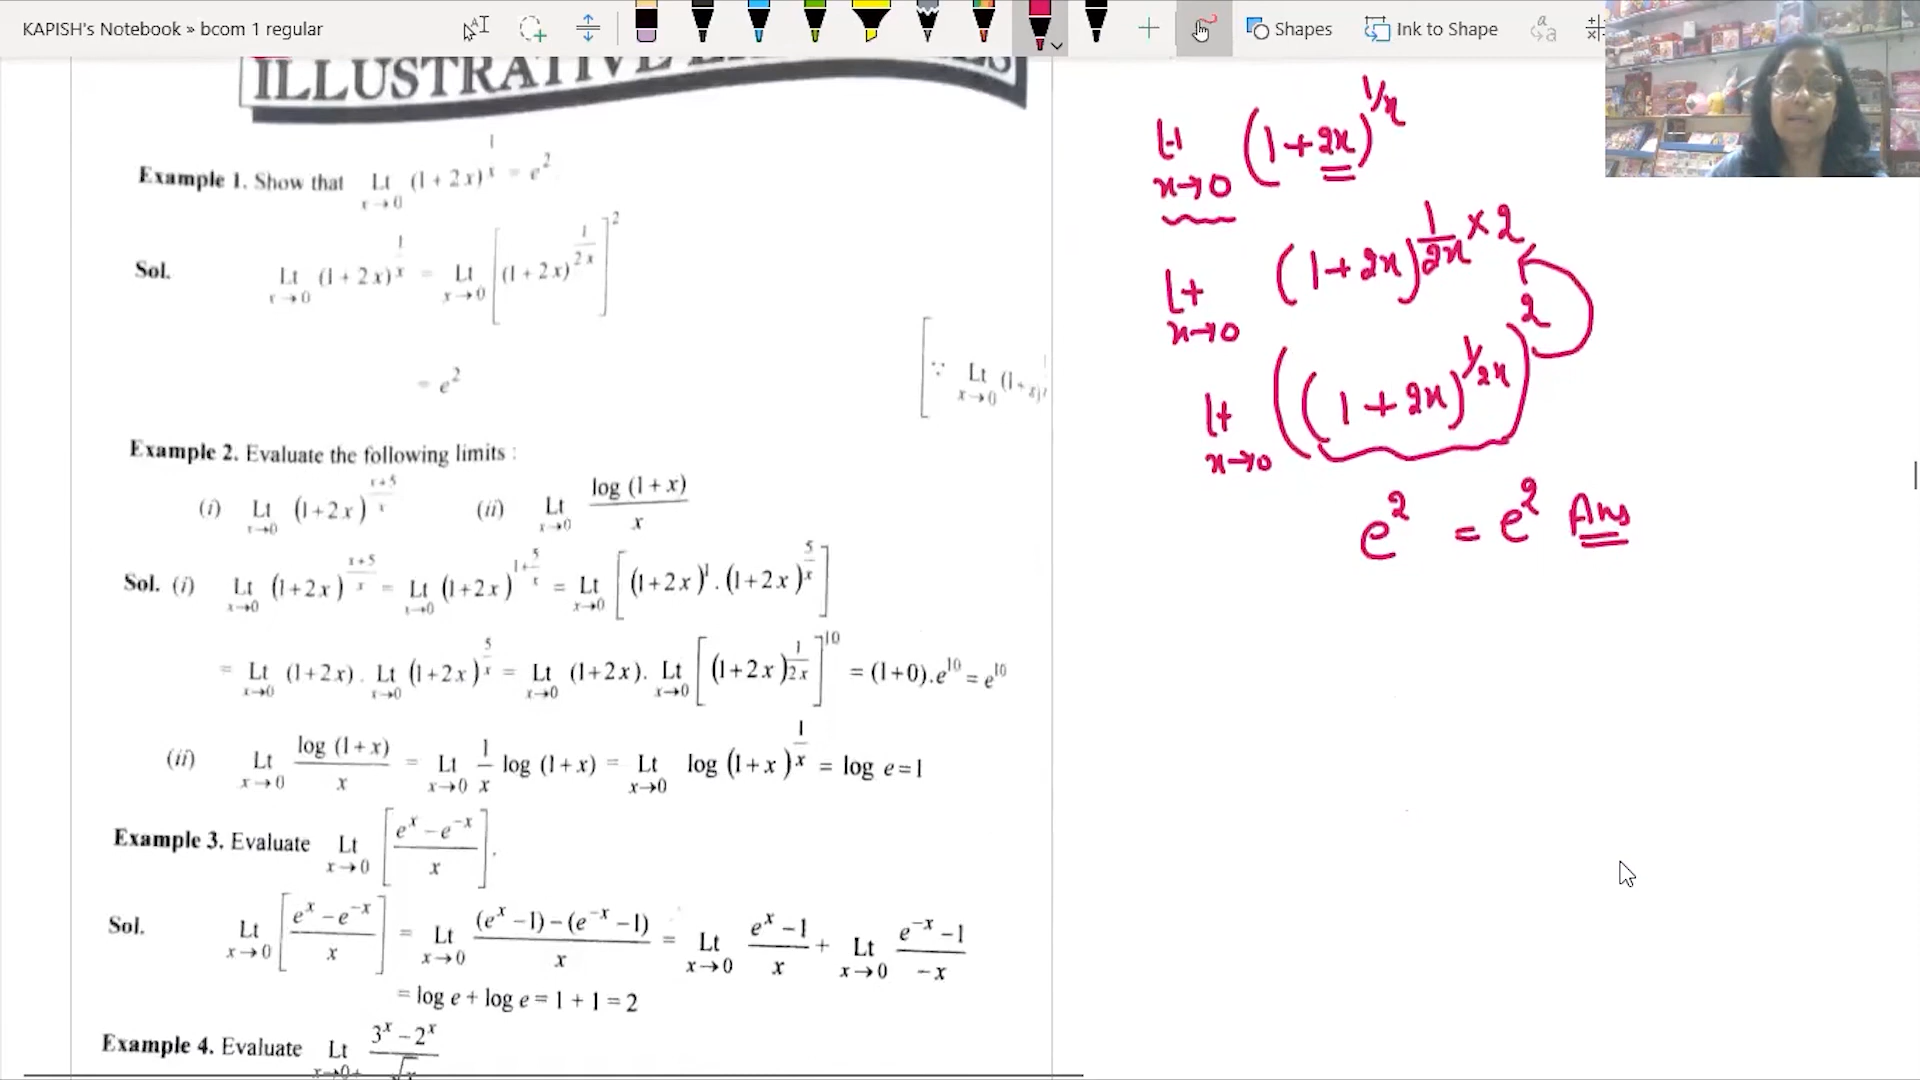 KAPISH's Notebook » bcom 1 regular
Shapes
Ink to Shape
ILLUSTRATIVE
Example 1. Show that Lt x→0 (1 + 2x)^(1/x) = e^2
Sol. Lt x→0 (1 + 2x)^(1/x) = Lt x→0 [(1 + 2x)^(1/2x)]^2
= e^2 [∵ Lt x→0 (1+x)
Example 2. Evaluate the following limits :
(i) Lt x→0 (1+2x)^((x+5)/x) (ii) Lt x→0 log (1+x)/x
Sol. (i) Lt x→0 (1+2x)^((x+5)/x) = Lt x→0 (1+2x)^(1+5/x) = Lt x→0 [(1+2x)^1 . (1+2x)^(5/x)]
= Lt x→0 (1+2x) . Lt x→0 (1+2x)^(5/x) = Lt x→0 (1+2x). Lt x→0 [(1+2x)^(1/2x)]^10 = (1+0).e^10 = e^10
(ii) Lt x→0 log (1+x)/x = Lt x→0 1/x log (1+x) = Lt x→0 log (1+x)^(1/x) = log e=1
Example 3. Evaluate Lt x→0 [(e^x – e^–x)/x].
Sol. Lt x→0 [(e^x – e^–x)/x] = Lt x→0 ((e^x –1)–(e^–x –1))/x = Lt x→0 (e^x –1)/x + Lt x→0 (e^–x –1)/–x
= log e + log e = 1 + 1 = 2
Example 4. Evaluate Lt x→0+ (3^x – 2^x)/√x
Lt x→0 (1+2x)^(1/x)
Lt x→0 (1+2x)^(1/2x × 2)
Lt x→0 ((1+2x)^(1/2x))^2
e^2 = e^2 Ans